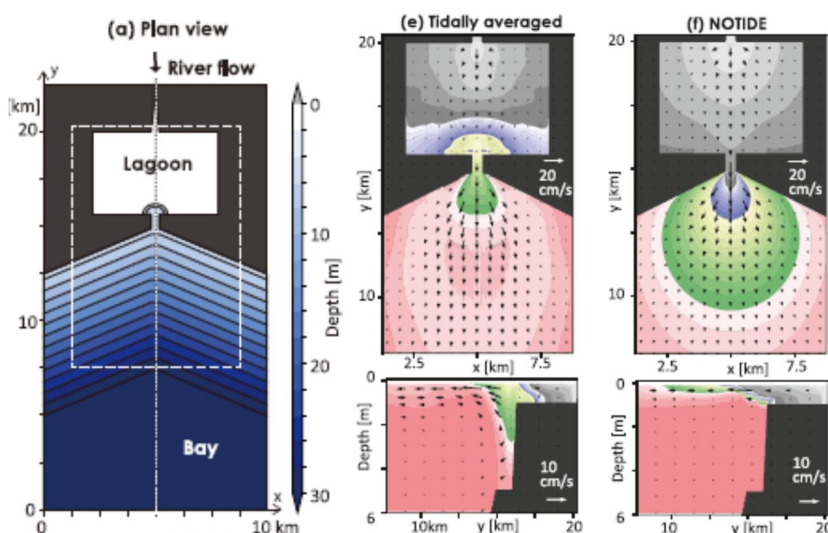 (a) Plan view
River flow
y
[km]
20
10
0
Lagoon
Bay
x
0
10 km
0
10
20
30
Depth [m]
(e) Tidally averaged
20
10
y [km]
20
cm/s
2.5
x [km]
7.5
(f) NOTIDE
20
10
y [km]
20
cm/s
2.5
x [km]
7.5
0
Depth [m]
6
10
cm/s
10km
y [km]
20
0
Depth [m]
6
10
cm/s
10
y [km]
20